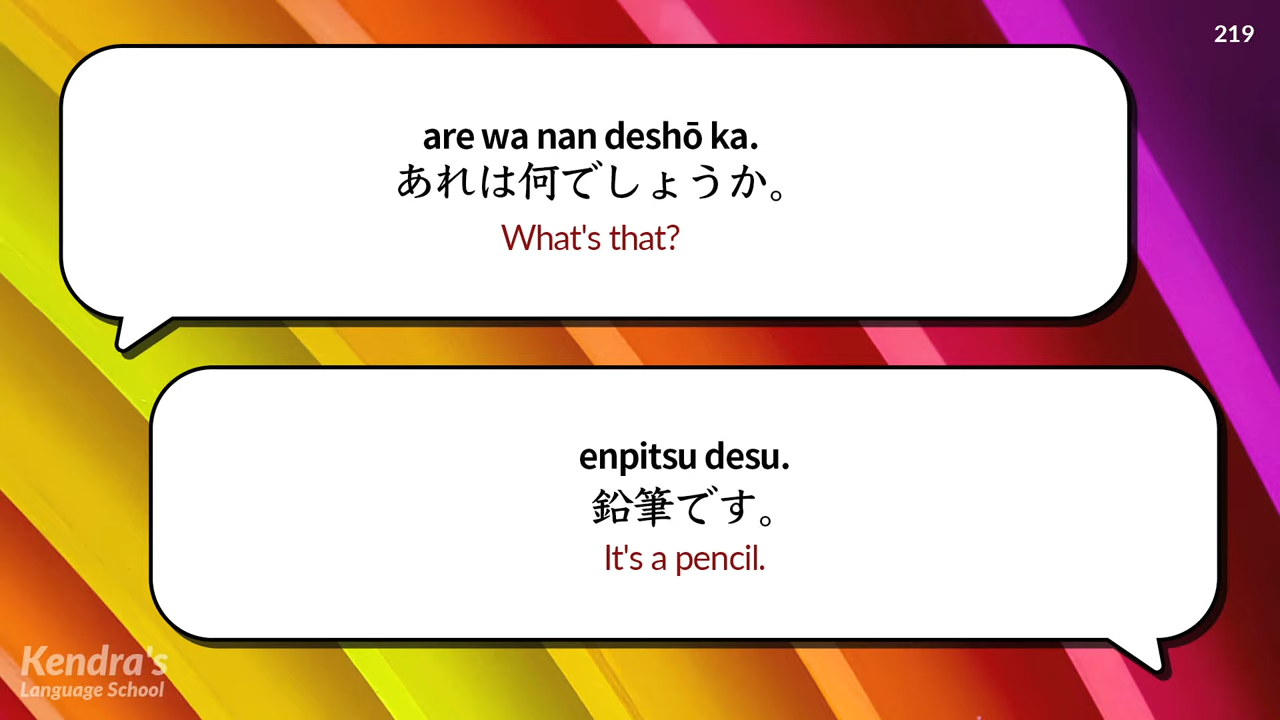 219
are wa nan deshō ka.
あれは何でしょうか。
What's that?
enpitsu desu.
鉛筆です。
It's a pencil.
Kendra's
Language School